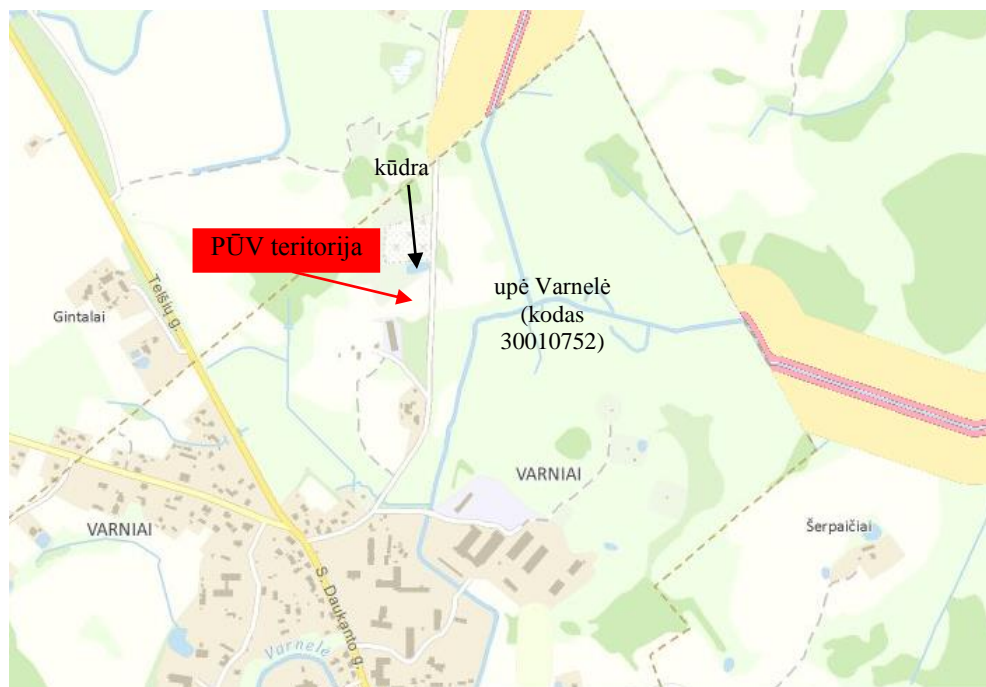 kūdra
PŪV teritorija
upė Varnelė
(kodas
30010752)
Telšių g.
Gintalai
VARNIAI
VARNIAI
Šerpaičiai
S. Daukanto g.
Varnelė